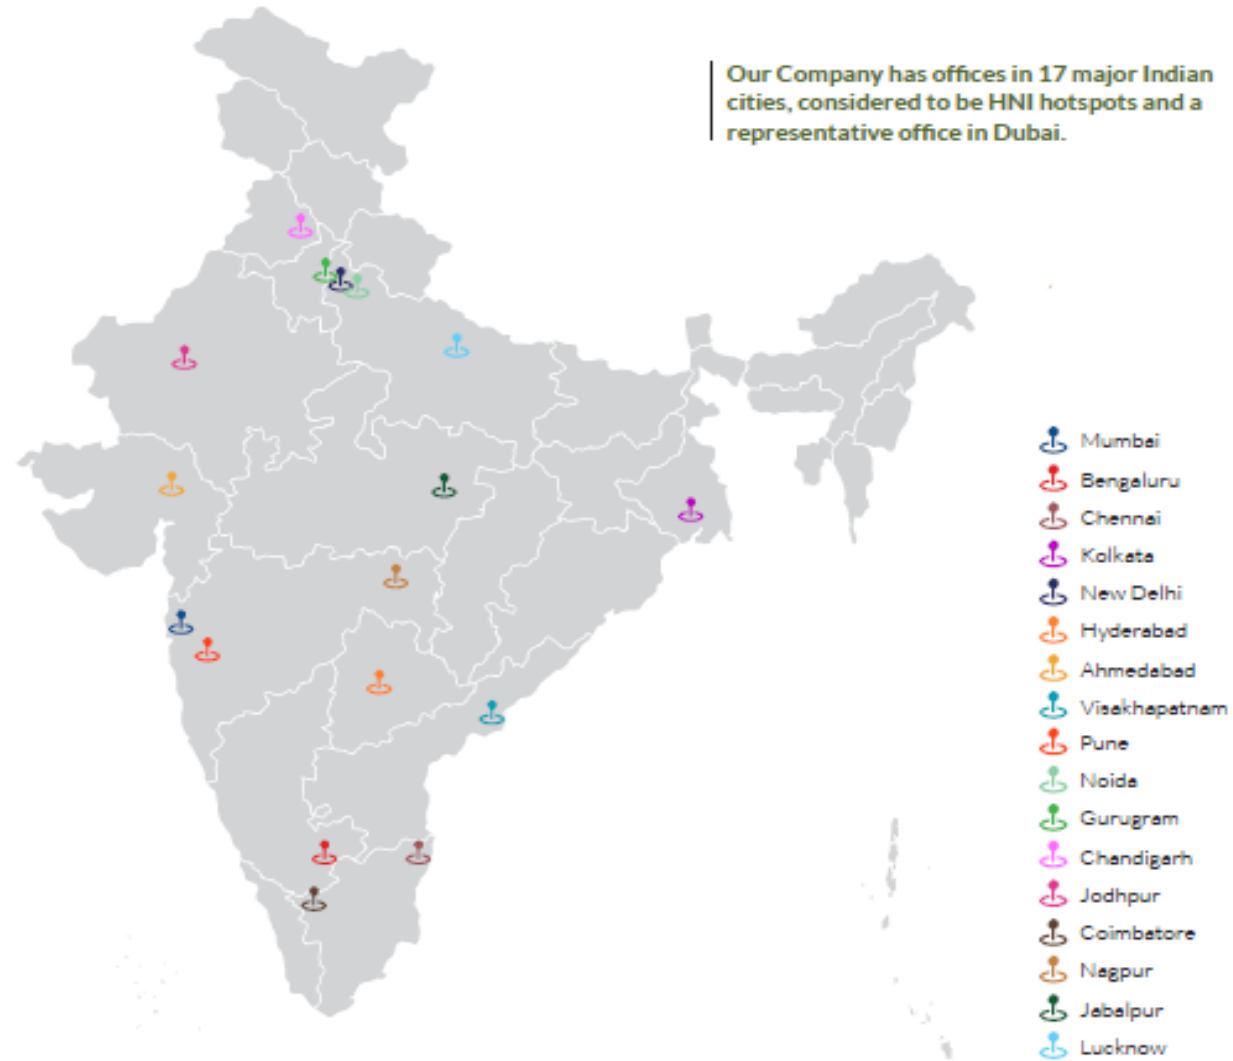 Our Company has offices in 17 major Indian
cities, considered to be HNI hotspots and a
representative office in Dubai.
Mumbai
Bengaluru
Chennai
Kolkata
New Delhi
Hyderabad
Ahmedabad
Visakhapatnam
Pune
Noida
Gurugram
Chandigarh
Jodhpur
Coimbatore
Nagpur
Jabalpur
Lucknow